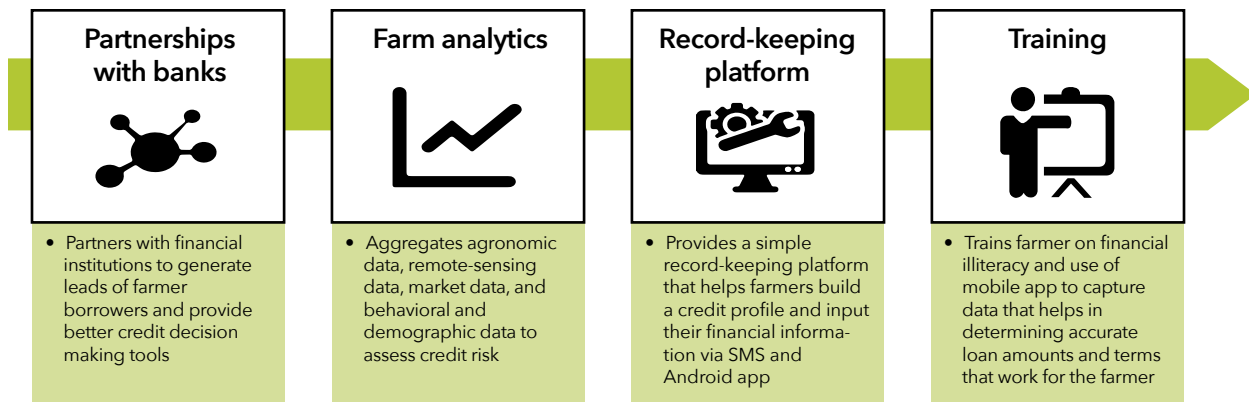 Partnerships
with banks
• Partners with financial
institutions to generate
leads of farmer
borrowers and provide
better credit decision
making tools
Farm analytics
• Aggregates agronomic
data, remote-sensing
data, market data, and
behavioral and
demographic data to
assess credit risk
Record-keeping
platform
• Provides a simple
record-keeping platform
that helps farmers build
a credit profile and input
their financial informa-
tion via SMS and
Android app
Training
• Trains farmer on financial
illiteracy and use of
mobile app to capture
data that helps in
determining accurate
loan amounts and terms
that work for the farmer